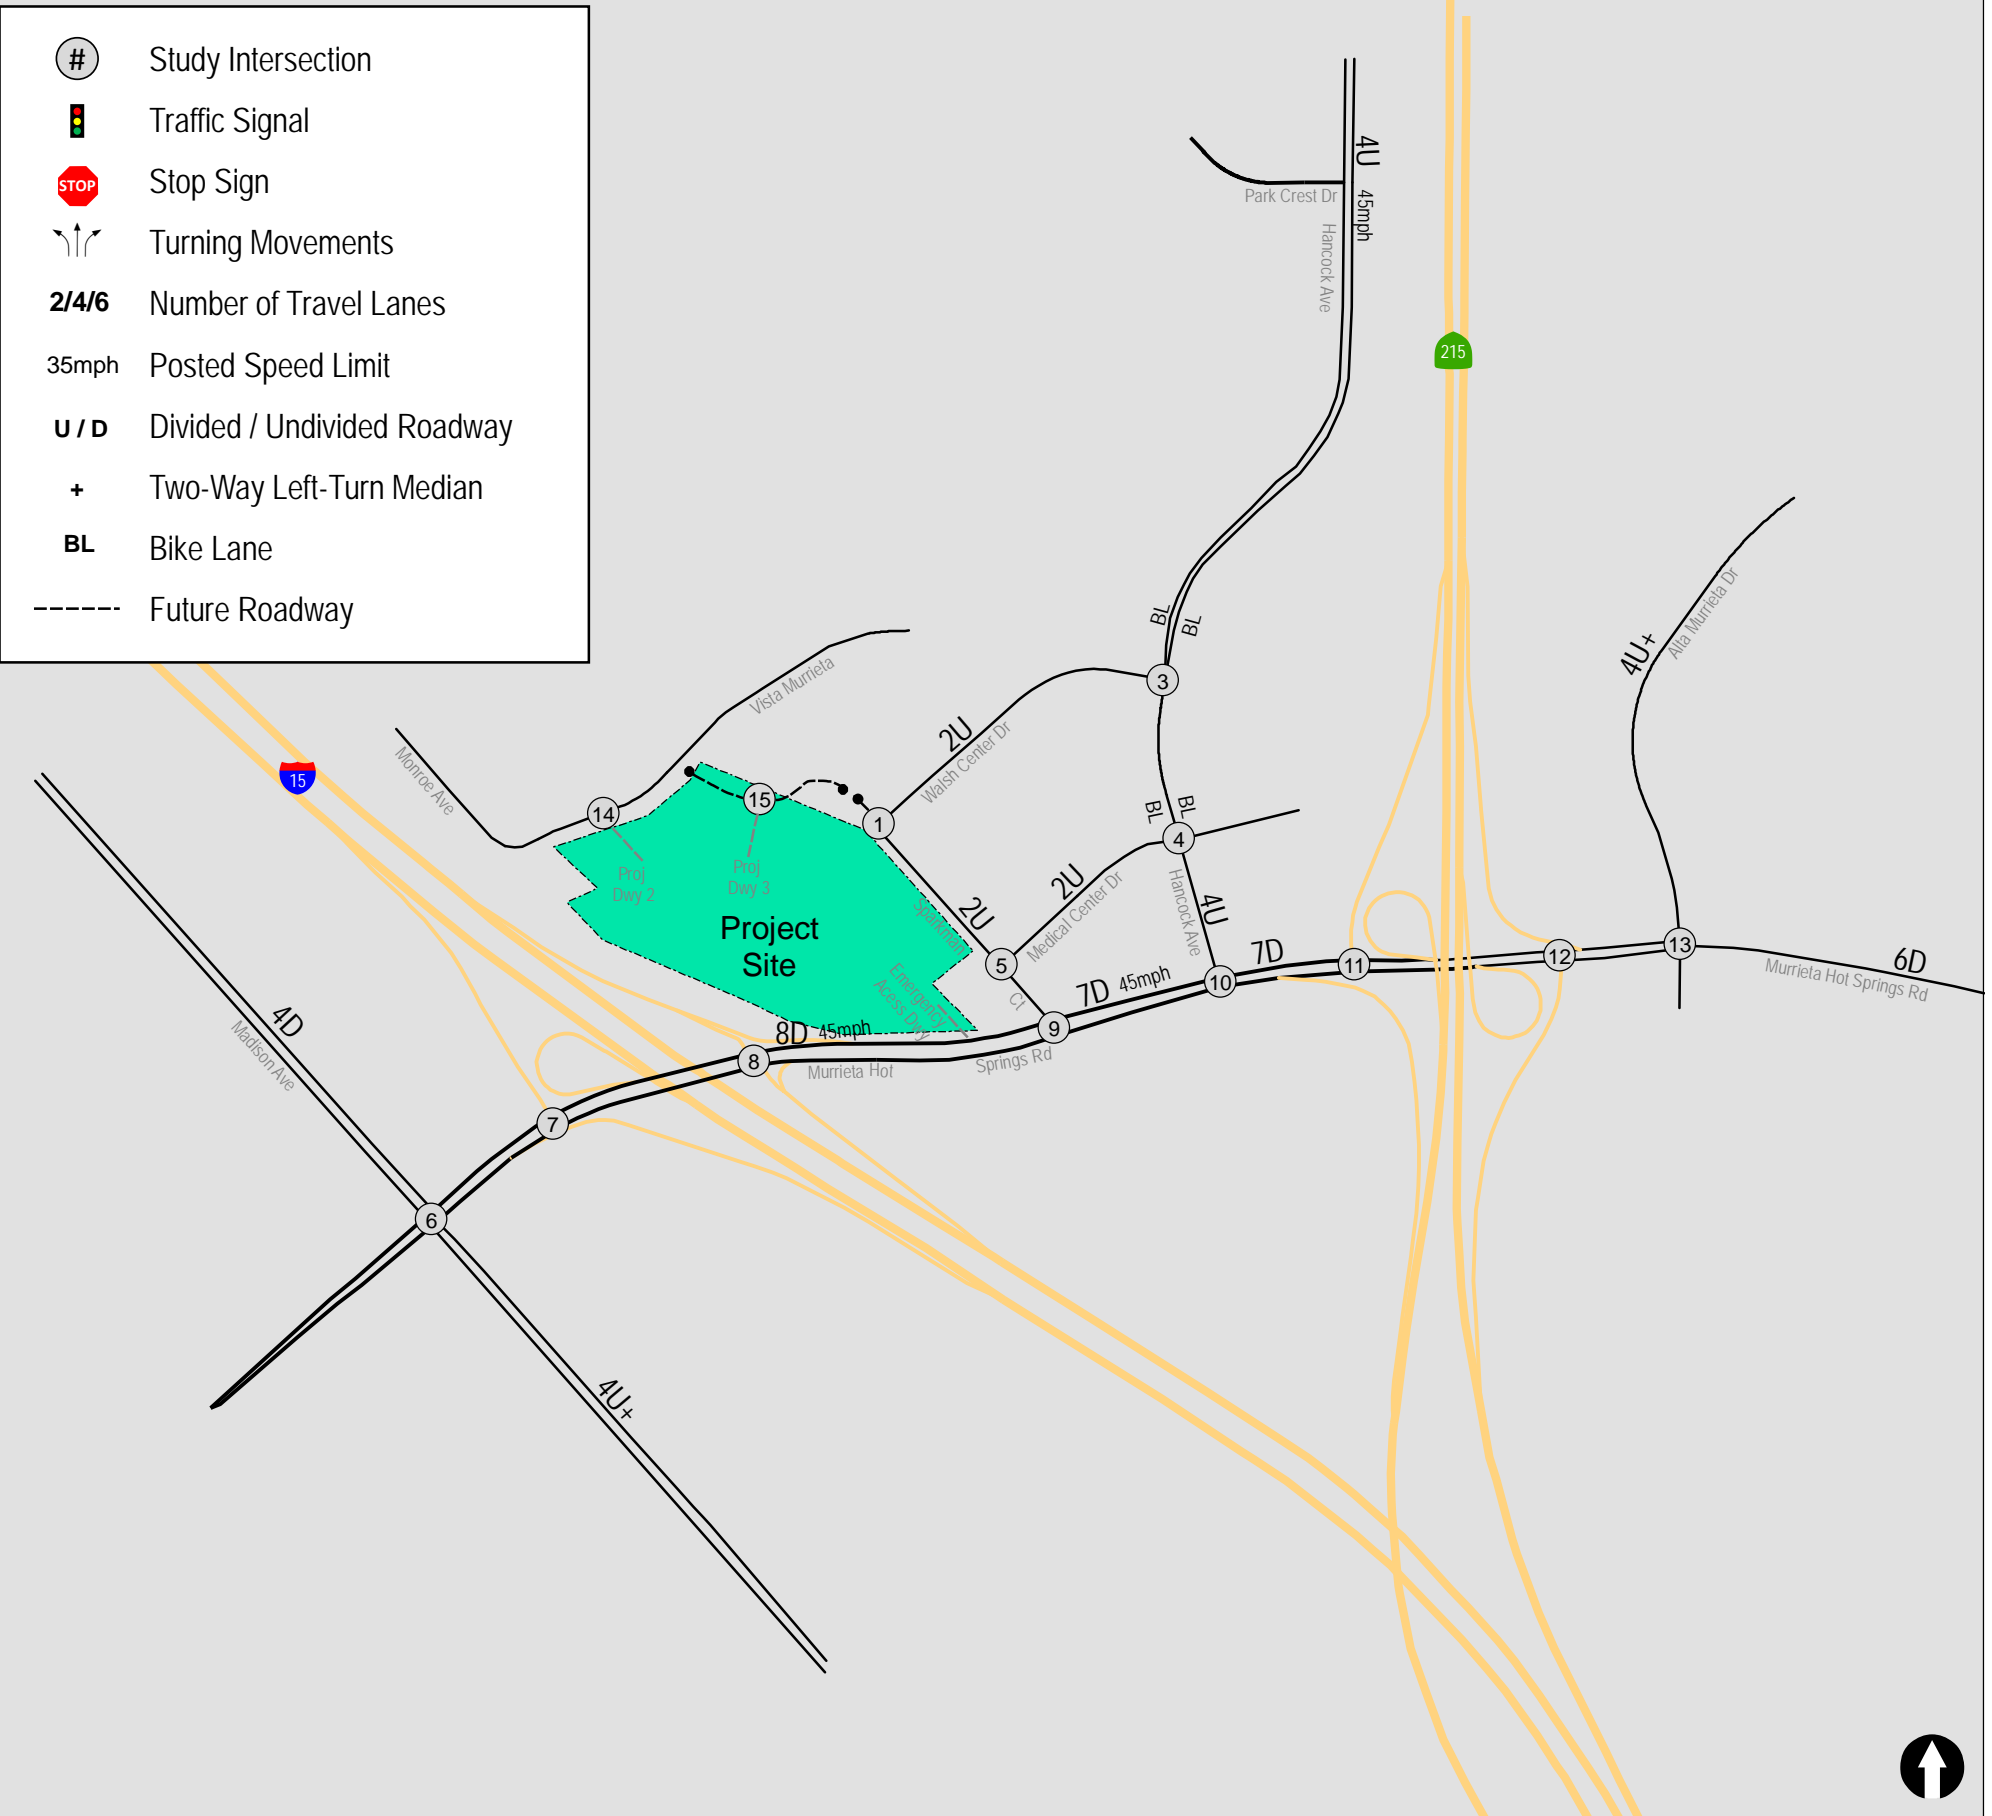 # Study Intersection
Traffic Signal
STOP Stop Sign
Turning Movements
2/4/6 Number of Travel Lanes
35mph Posted Speed Limit
U / D Divided / Undivided Roadway
+ Two-Way Left-Turn Median
BL Bike Lane
Future Roadway
4U
45mph
Park Crest Dr
Hancock Ave
215
BL
BL
4U+
Alta Murrieta Dr
3
Vista Murrieta
2U
Walsh Center Dr
Monroe Ave
15
14
15
1
BL
BL
4
Proj
Dwy 2
Proj
Dwy 3
2U
Medical Center Dr
Hancock Ave
4U
2U
Sparkman
Ct
Project
Site
5
Emergency
Acess Dwy
7D
45mph
10
7D
11
12
13
6D
Murrieta Hot Springs Rd
4D
Madison Ave
8D
45mph
9
8
Murrieta Hot
Springs Rd
7
6
4U+